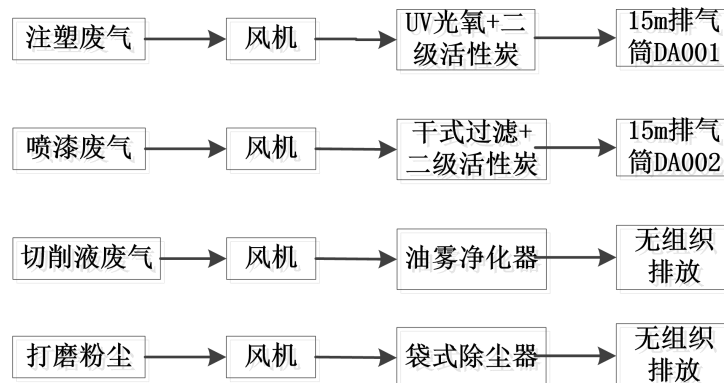 注塑废气
风机
UV光氧+二
级活性炭
15m排气
筒DA001
喷漆废气
风机
干式过滤+
二级活性炭
15m排气
筒DA002
切削液废气
风机
油雾净化器
无组织
排放
打磨粉尘
风机
袋式除尘器
无组织
排放